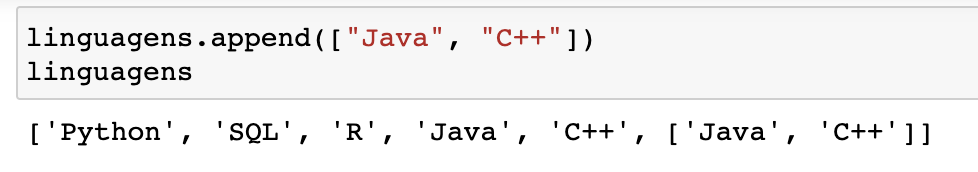 linguagens.append(["Java", "C++"])
linguagens
['Python', 'SQL', 'R', 'Java', 'C++', ['Java', 'C++']]